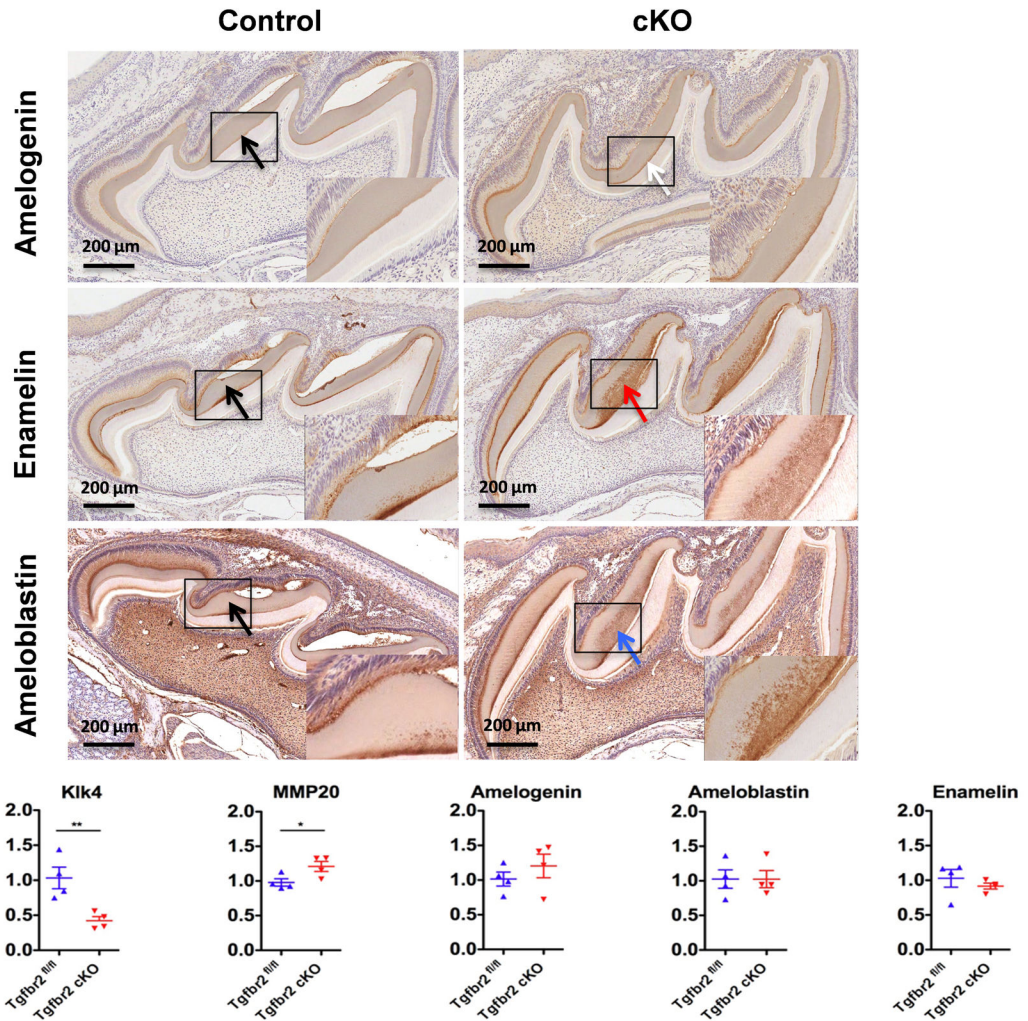 Control cKO
Amelogenin
200 µm
200 µm
Enamelin
200 µm
200 µm
Ameloblastin
200 µm
200 µm
Klk4
2.0
1.5
1.0
0.5
0.0
**
Tgfbr2 fl/fl
Tgfbr2 cKO
MMP20
2.0
1.5
1.0
0.5
0.0
*
Tgfbr2 fl/fl
Tgfbr2 cKO
Amelogenin
2.0
1.5
1.0
0.5
0.0
Tgfbr2 fl/fl
Tgfbr2 cKO
Ameloblastin
2.0
1.5
1.0
0.5
0.0
Tgfbr2 fl/fl
Tgfbr2 cKO
Enamelin
2.0
1.5
1.0
0.5
0.0
Tgfbr2 fl/fl
Tgfbr2 cKO